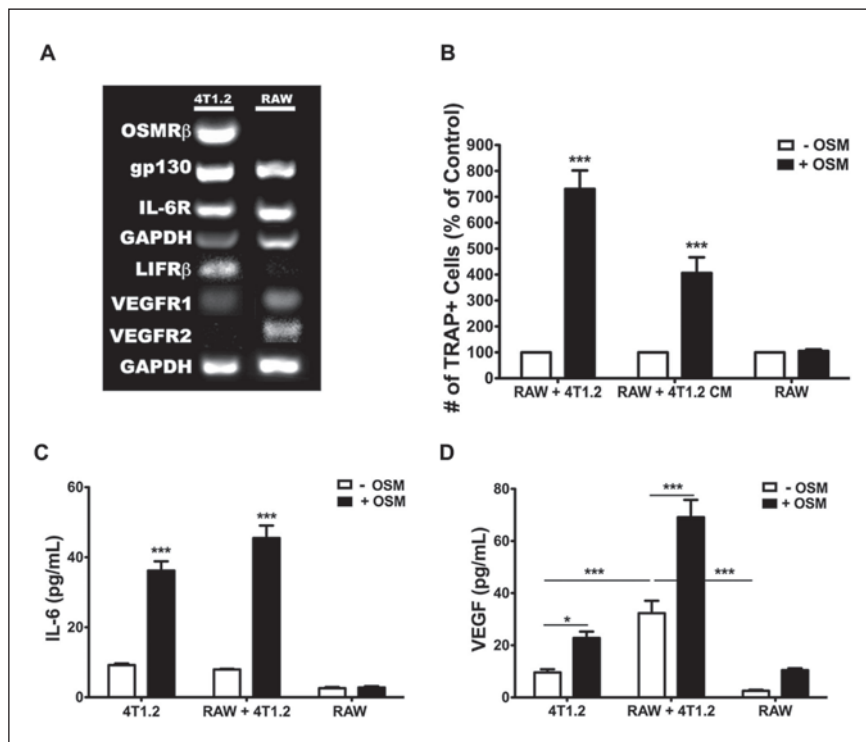 A
4T1.2 RAW
OSMRβ
gp130
IL-6R
GAPDH
LIFRβ
VEGFR1
VEGFR2
GAPDH
B
- OSM
+ OSM
# of TRAP+ Cells (% of Control)
900
800
700
600
500
400
300
200
100
0
***
***
RAW + 4T1.2 RAW + 4T1.2 CM RAW
C
- OSM
+ OSM
IL-6 (pg/mL)
60
40
20
0
***
***
4T1.2 RAW + 4T1.2 RAW
D
- OSM
+ OSM
VEGF (pg/mL)
80
60
40
20
0
***
*** ***
*
4T1.2 RAW + 4T1.2 RAW